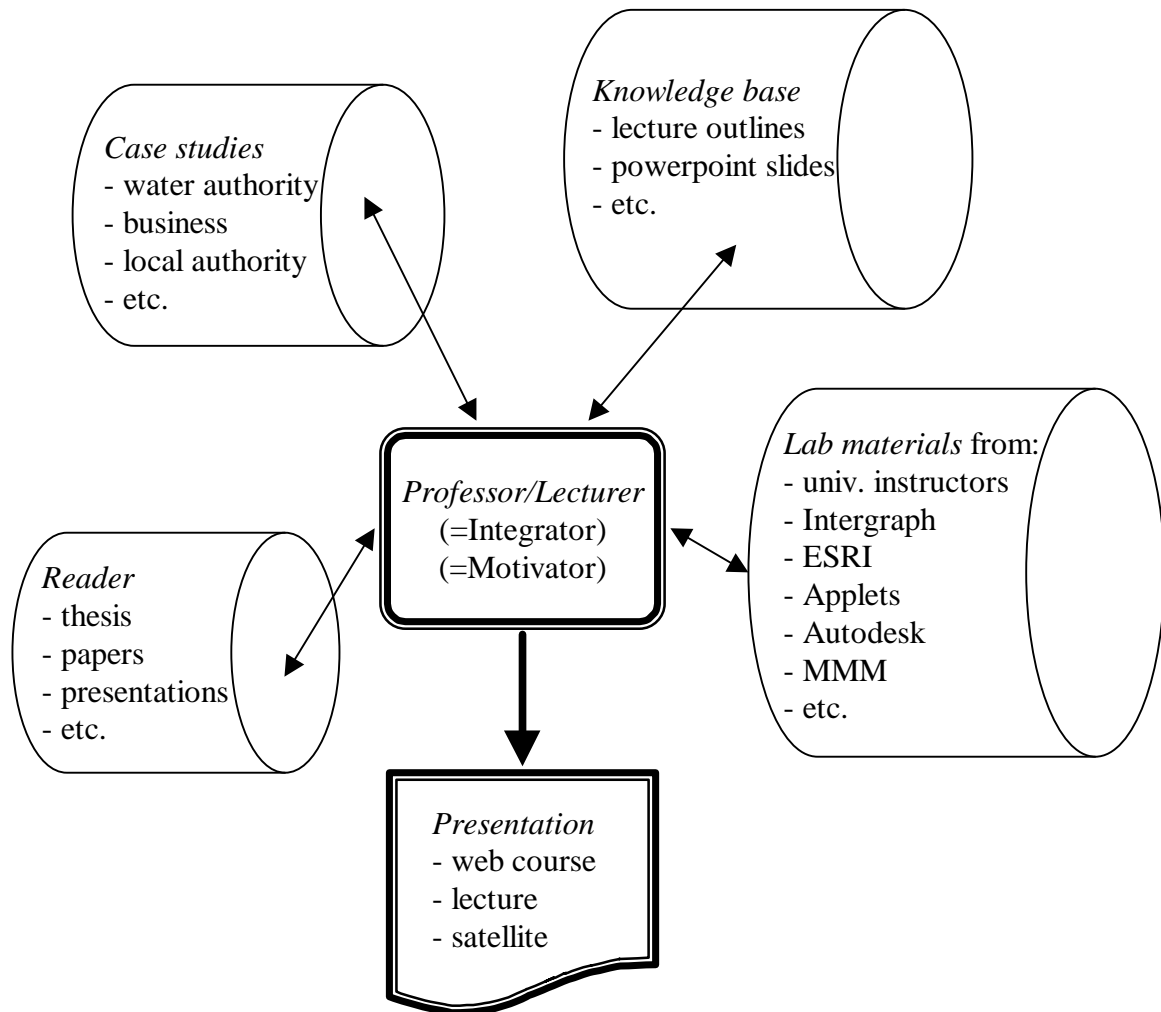 Case studies
- water authority
- business
- local authority
- etc.
Knowledge base
- lecture outlines
- powerpoint slides
- etc.
Professor/Lecturer
(=Integrator)
(=Motivator)
Lab materials from:
- univ. instructors
- Intergraph
- ESRI
- Applets
- Autodesk
- MMM
- etc.
Reader
- thesis
- papers
- presentations
- etc.
Presentation
- web course
- lecture
- satellite